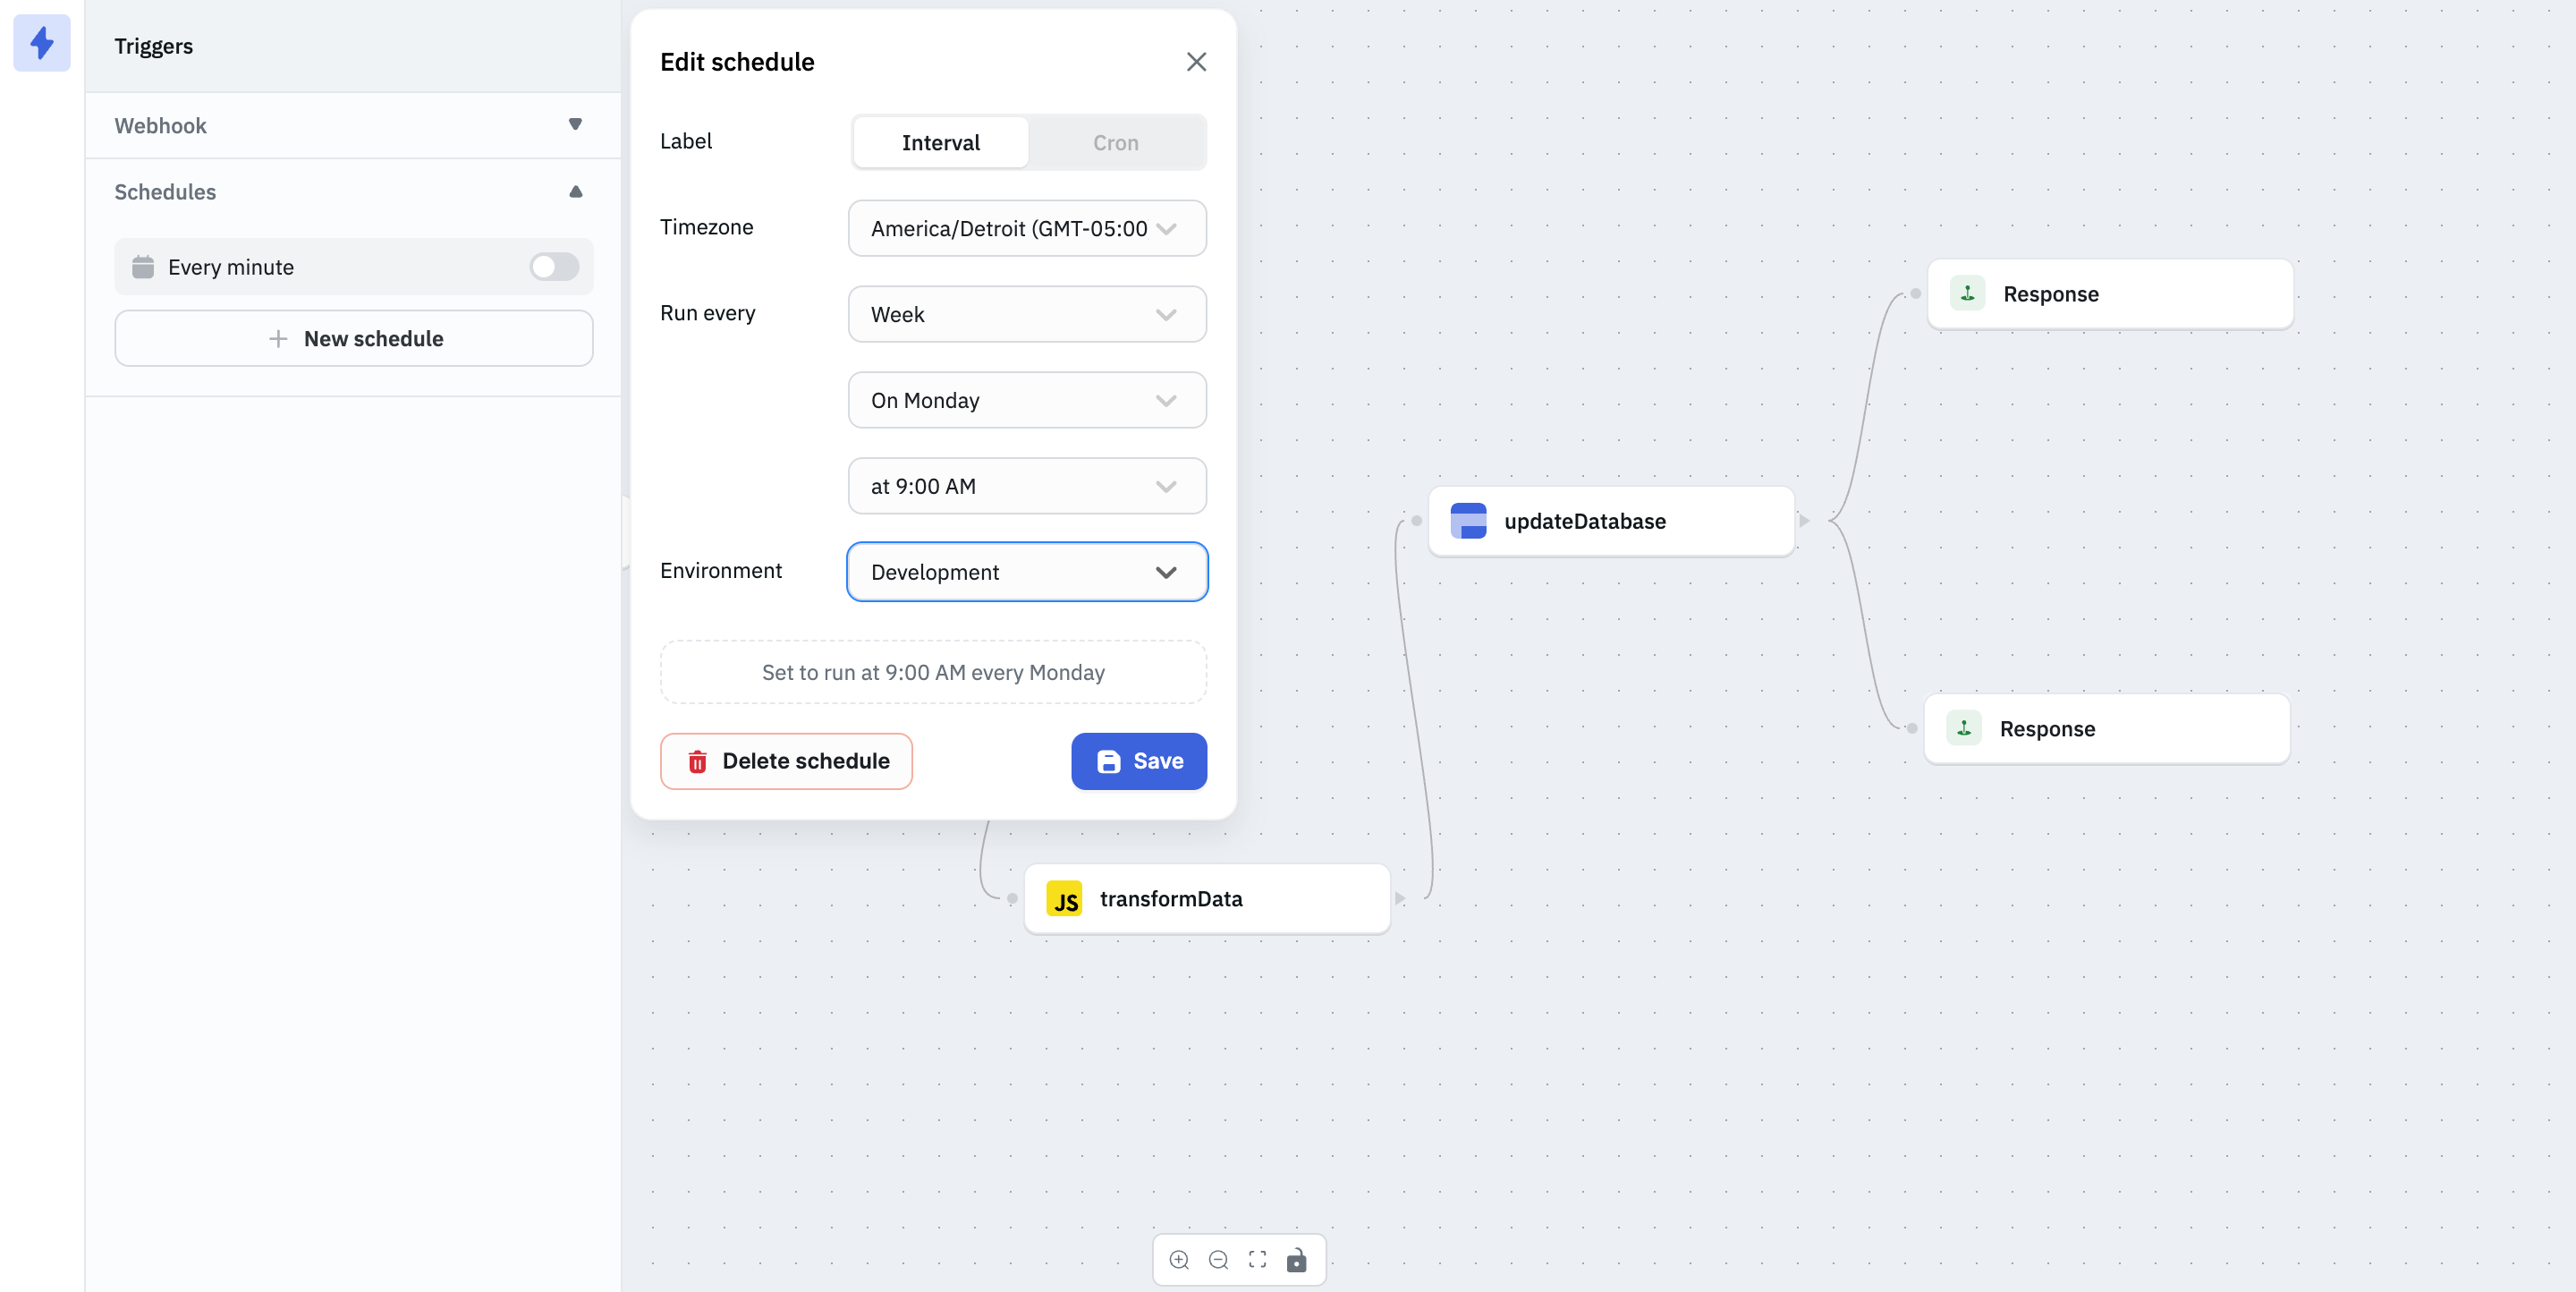 Triggers
Webhook
Schedules
Every minute
New schedule
Edit schedule
Label
Interval
Cron
Timezone
America/Detroit (GMT-05:00
Run every
Week
On Monday
at 9:00 AM
Environment
Development
Set to run at 9:00 AM every Monday
Delete schedule
Save
Response
updateDatabase
Response
JS transformData